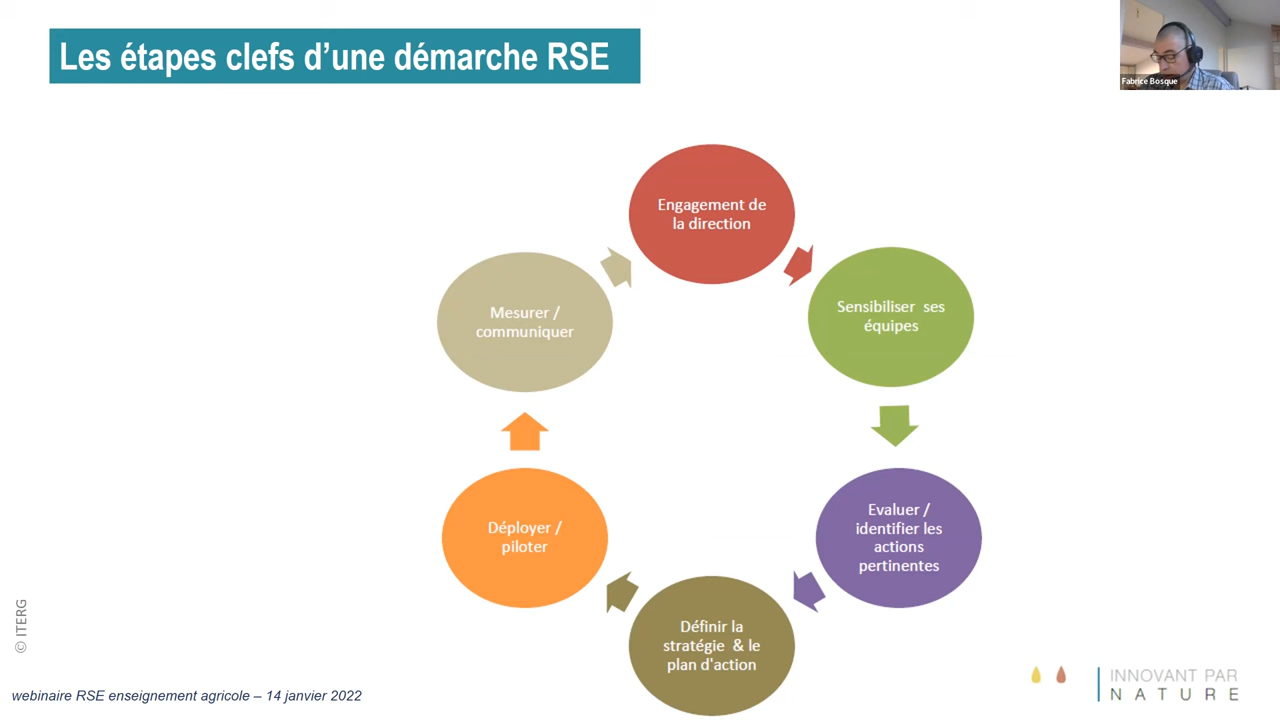 Les étapes clefs d'une démarche RSE
Fabrice Bosque
Engagement de
la direction
Sensibiliser ses
équipes
Evaluer /
identifier les
actions
pertinentes
Définir la
stratégie & le
plan d'action
Déployer /
piloter
Mesurer /
communiquer
© ITERG
webinaire RSE enseignement agricole – 14 janvier 2022
INNOVANT PAR
NATURE